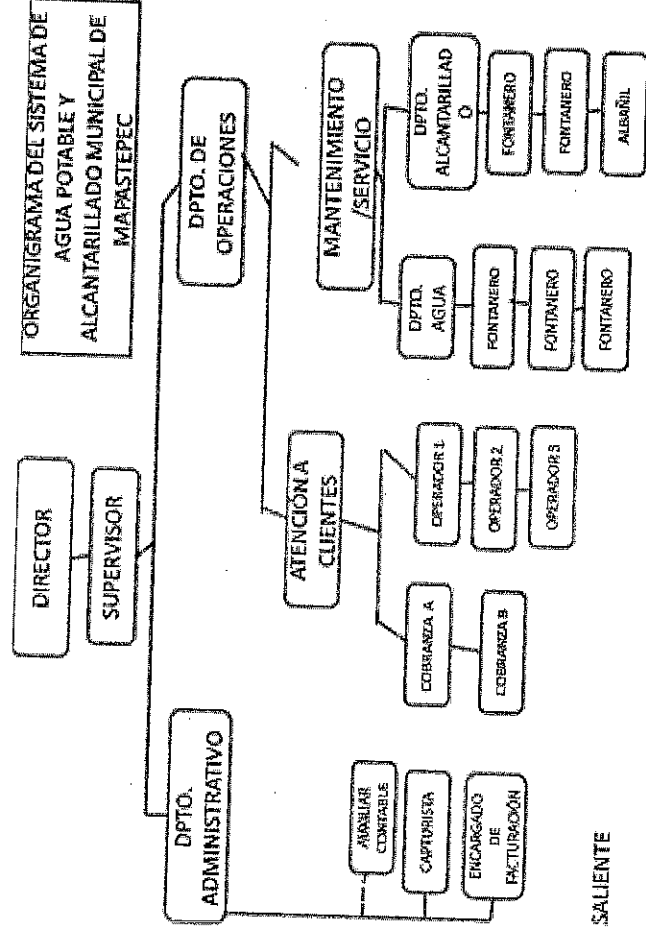 ORGANIGRAMA DEL SISTEMA DE
AGUA POTABLE Y
ALCANTARILLADO MUNICIPAL DE
MAPASTEPEC
DIRECTOR
SUPERVISOR
DPTO.
ADMINISTRATIVO
DPTO. DE
OPERACIONES
AUXILIAR
CONTABLE
CAPTURISTA
ENCARGADO
DE
FACTURACIÓN
ATENCIÓN A
CLIENTES
COBRANZA A
COBRANZA B
OPERADOR 1
OPERADOR 2
OPERADOR 3
MANTENIMIENTO
/SERVICIO
DPTO.
AGUA
FONTANERO
FONTANERO
FONTANERO
DPTO.
ALCANTARILLAD
O
FONTANERO
FONTANERO
ALBAÑIL
SALIENTE